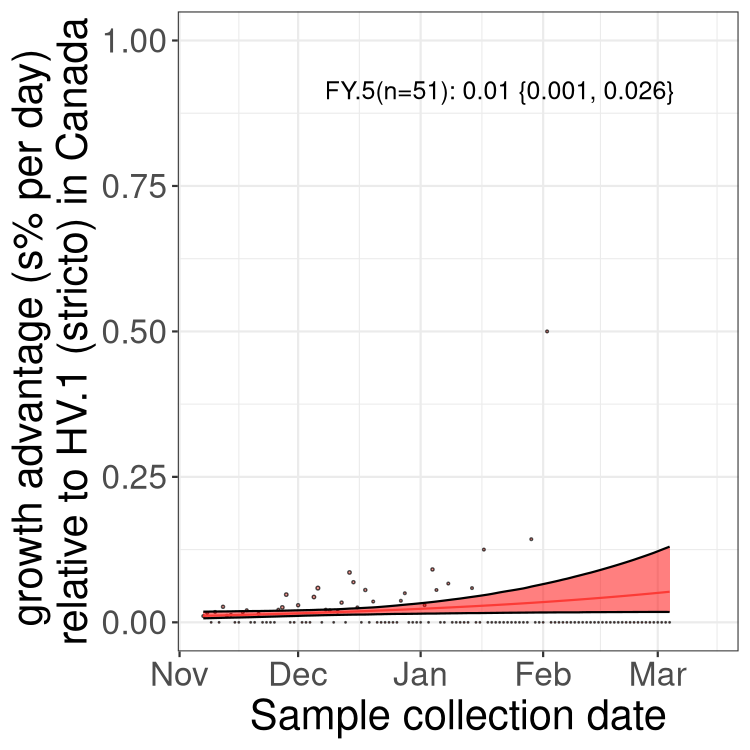 growth advantage (s% per day)
relative to HV.1 (stricto) in Canada
1.00
0.75
0.50
0.25
0.00
FY.5(n=51): 0.01 {0.001, 0.026}
Nov Dec Jan Feb Mar
Sample collection date